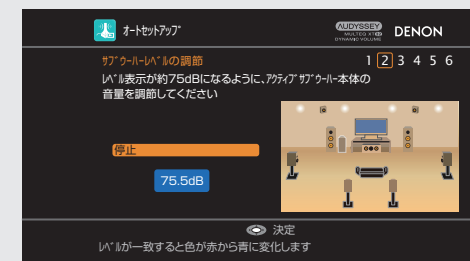 ｵｰﾄｾｯﾄｱｯﾌﾟ
AUDYSSEY
MULTEQ XT32
DYNAMIC VOLUME
DENON
ｻﾌﾞｳｰﾊｰﾚﾍﾞﾙの調節
1 2 3 4 5 6
ﾚﾍﾞﾙ表示が約75dBになるように、ｱｸﾃｨﾌﾞｻﾌﾞｳｰﾊｰ本体の
音量を調節してください
停止
75.5dB
決定
ﾚﾍﾞﾙが一致すると色が赤から青に変化します